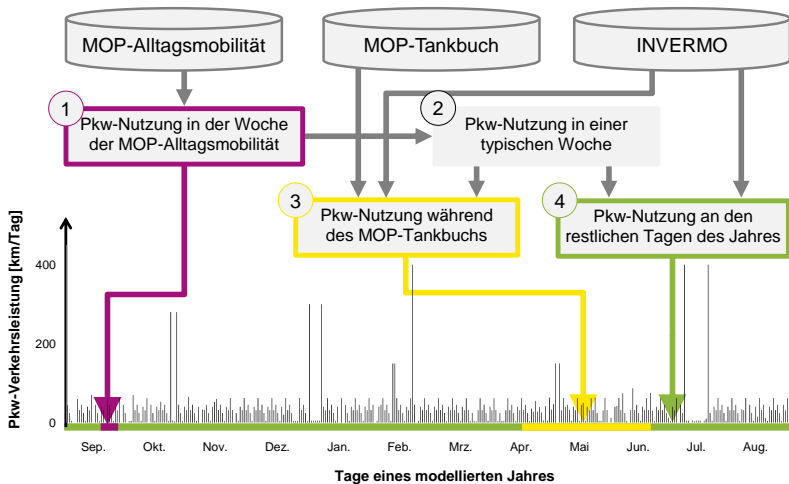 MOP-Alltagsmobilität
MOP-Tankbuch
INVERMO
1
Pkw-Nutzung in der Woche
der MOP-Alltagsmobilität
2
Pkw-Nutzung in einer
typischen Woche
3
Pkw-Nutzung während
des MOP-Tankbuchs
4
Pkw-Nutzung an den
restlichen Tagen des Jahres
Pkw-Verkehrsleistung [km/Tag]
400
200
0
Sep. Okt. Nov. Dez. Jan. Feb. Mrz. Apr. Mai Jun. Jul. Aug.
Tage eines modellierten Jahres